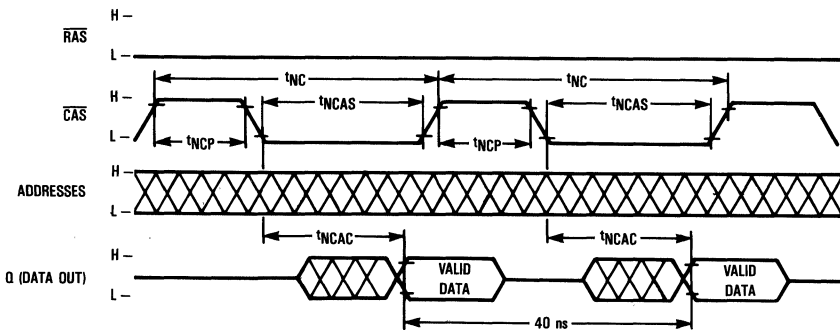 H –
RAS
L –
tNC tNC
H –
CAS
L –
tNCAS tNCAS
tNCP tNCP
H –
ADDRESSES
L –
tNCAC tNCAC
H –
Q (DATA OUT)
L –
VALID DATA
VALID DATA
40 ns